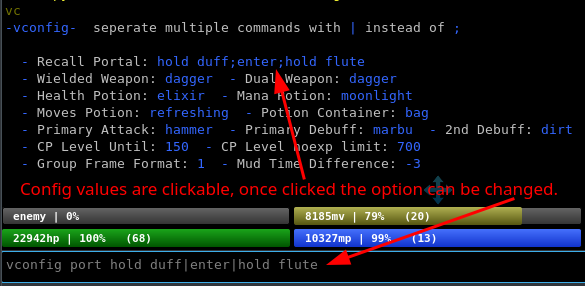 vc
-vconfig-  seperate multiple commands with | instead of ;
- Recall Portal: hold duff;enter;hold flute
- Wielded Weapon: dagger  - Dual Weapon: dagger
- Health Potion: elixir  - Mana Potion: moonlight
- Moves Potion: refreshing  - Potion Container: bag
- Primary Attack: hammer  - Primary Debuff: marbu  - 2nd Debuff: dirt
- CP Level Until: 150  - CP Level noexp limit: 700
- Group Frame Format: 1  - Mud Time Difference: -3
Config values are clickable, once clicked the option can be changed.
enemy | 0%  8185mv | 79%  (20)
22942hp | 100%  (68)  10327mp | 99%  (13)
vconfig port hold duff|enter|hold flute